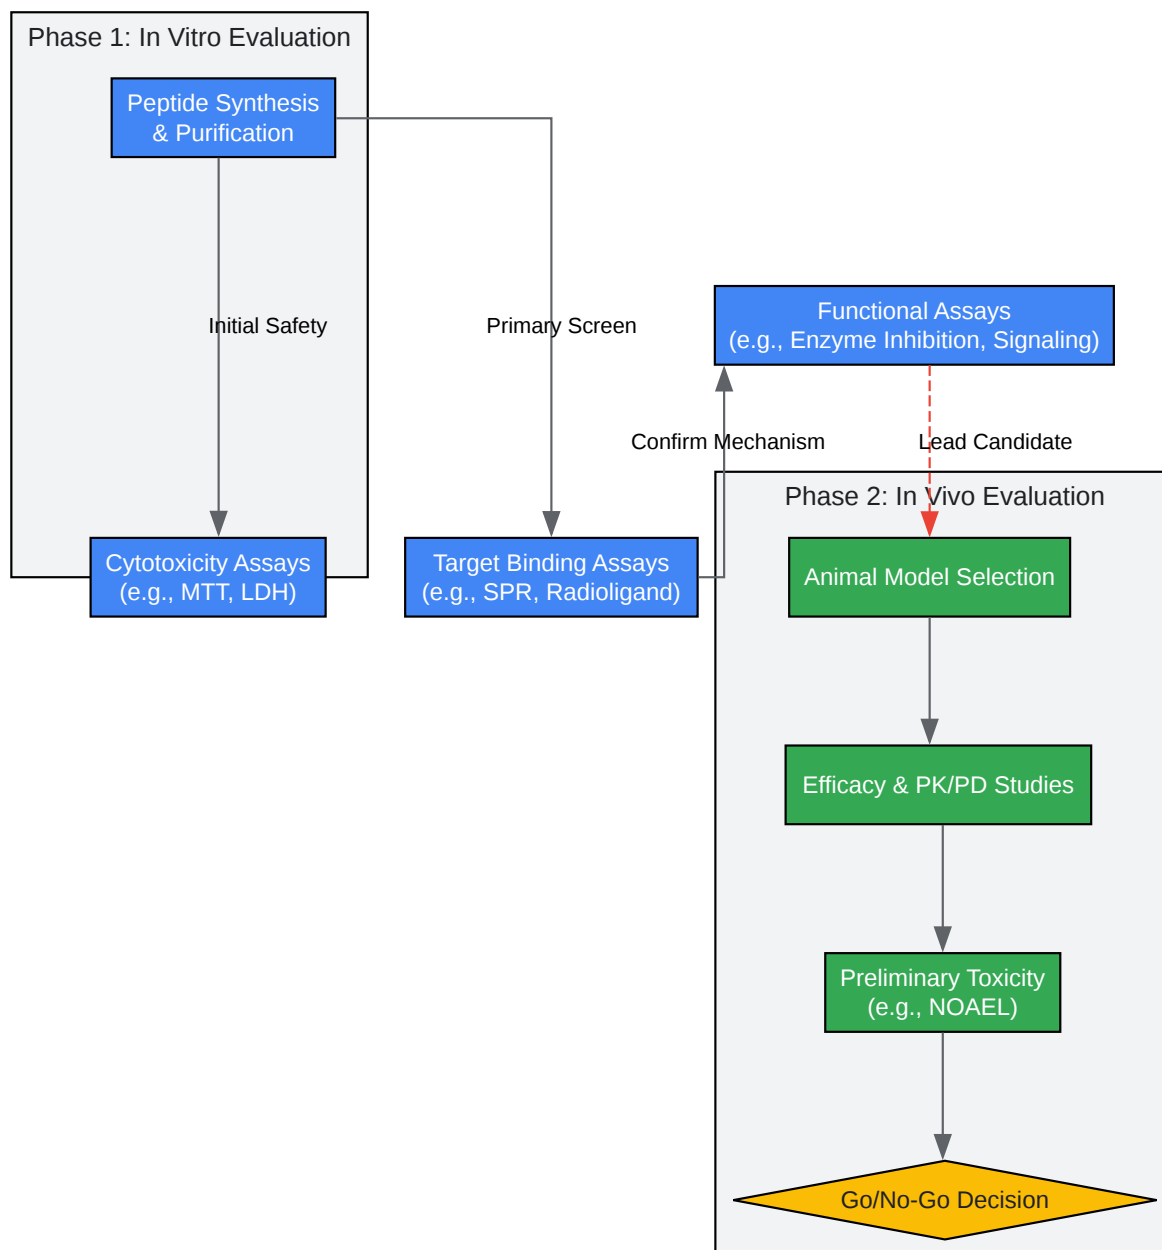 Phase 1: In Vitro Evaluation
Peptide Synthesis
& Purification
Initial Safety
Primary Screen
Functional Assays
(e.g., Enzyme Inhibition, Signaling)
Confirm Mechanism
Lead Candidate
Phase 2: In Vivo Evaluation
Cytotoxicity Assays
(e.g., MTT, LDH)
Target Binding Assays
(e.g., SPR, Radioligand)
Animal Model Selection
Efficacy & PK/PD Studies
Preliminary Toxicity
(e.g., NOAEL)
Go/No-Go Decision